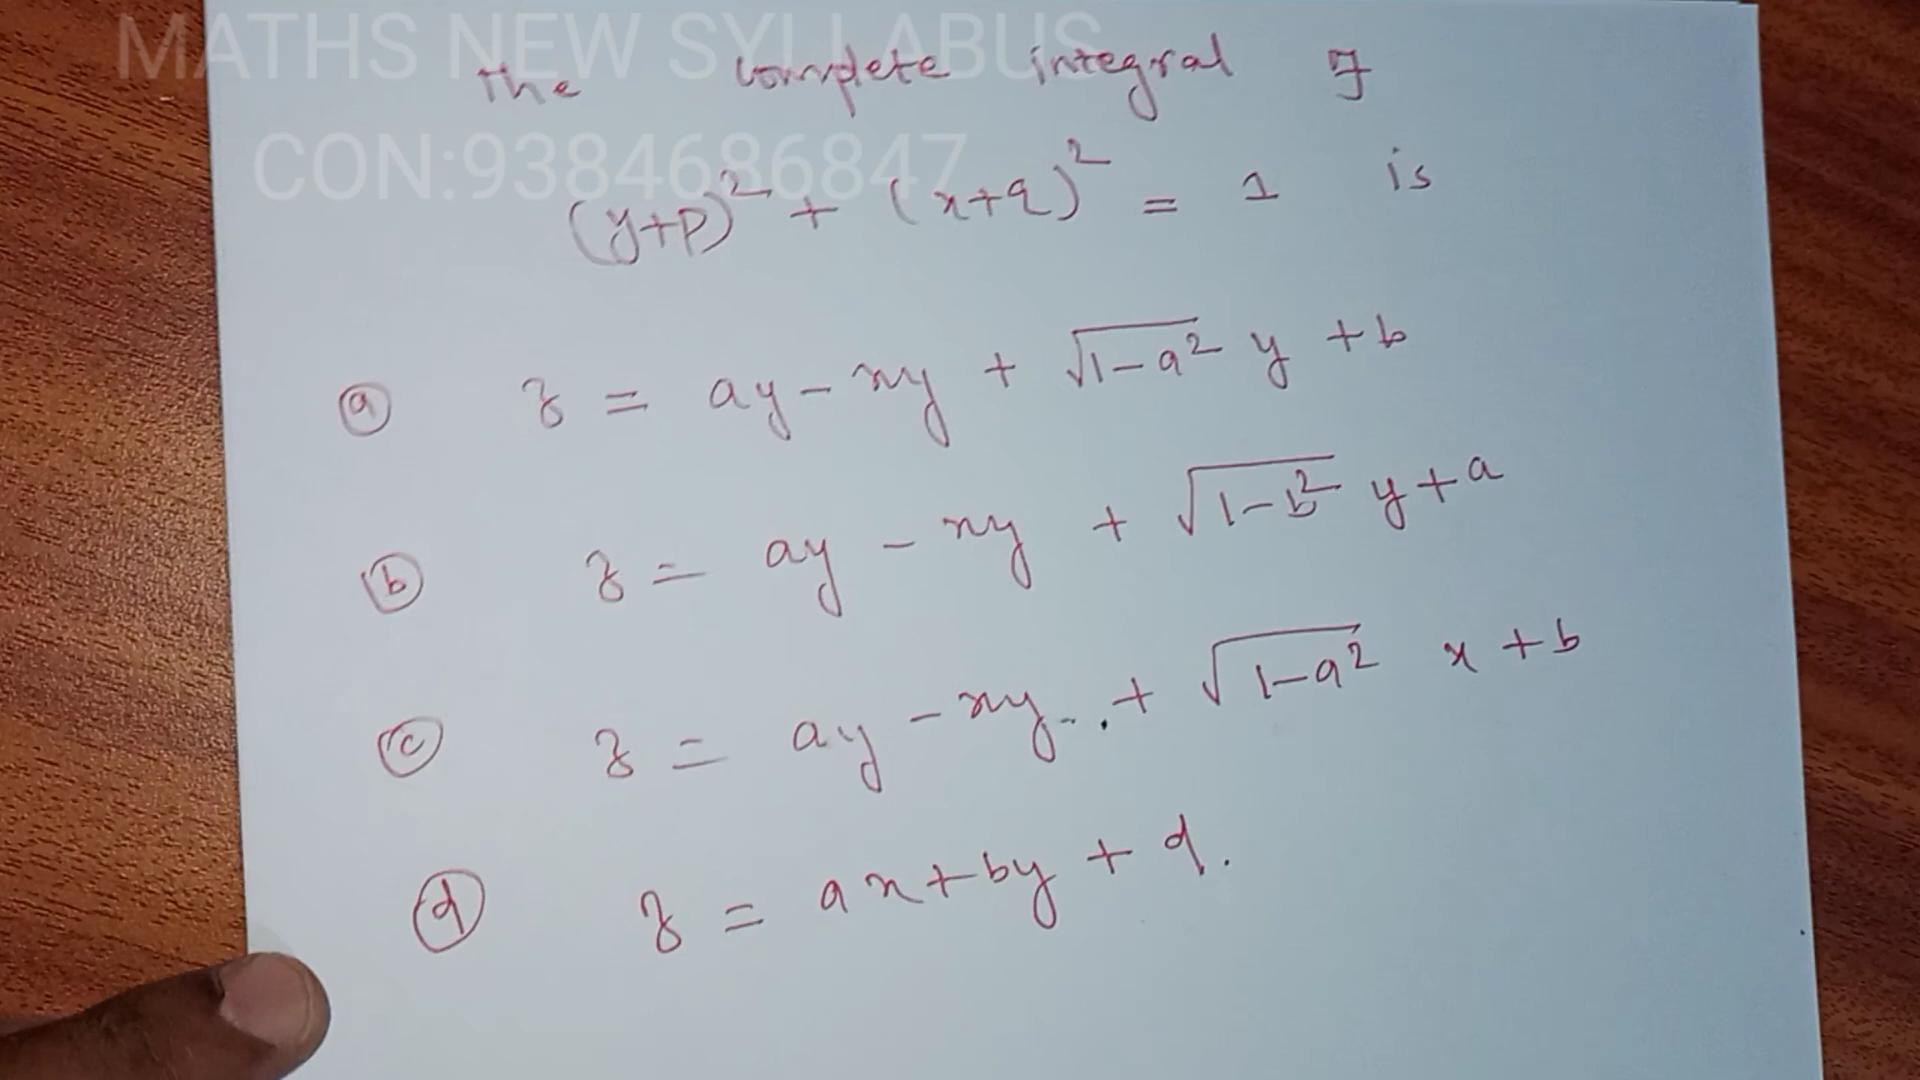 MATHS NEW SYLLABUS
CON:9384686847
The complete integral of
(y+p)² + (x+q)² = 1 is
(a) z = ay - xy + √(1-a²) y + b
(b) z = ay - xy + √(1-b²) y + a
(c) z = ay - xy + √(1-a²) x + b
(d) z = ax + by + d.